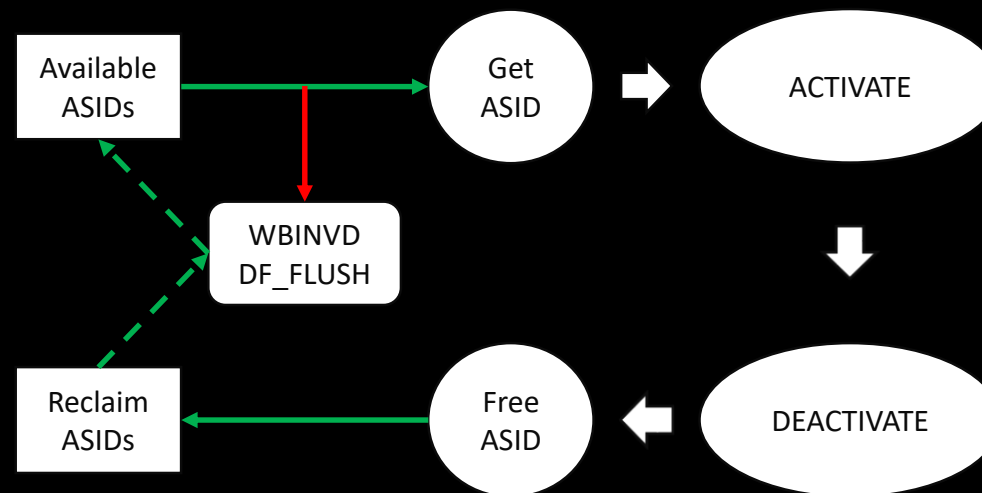 Available
ASIDs
Get
ASID
ACTIVATE
WBINVD
DF_FLUSH
Reclaim
ASIDs
Free
ASID
DEACTIVATE